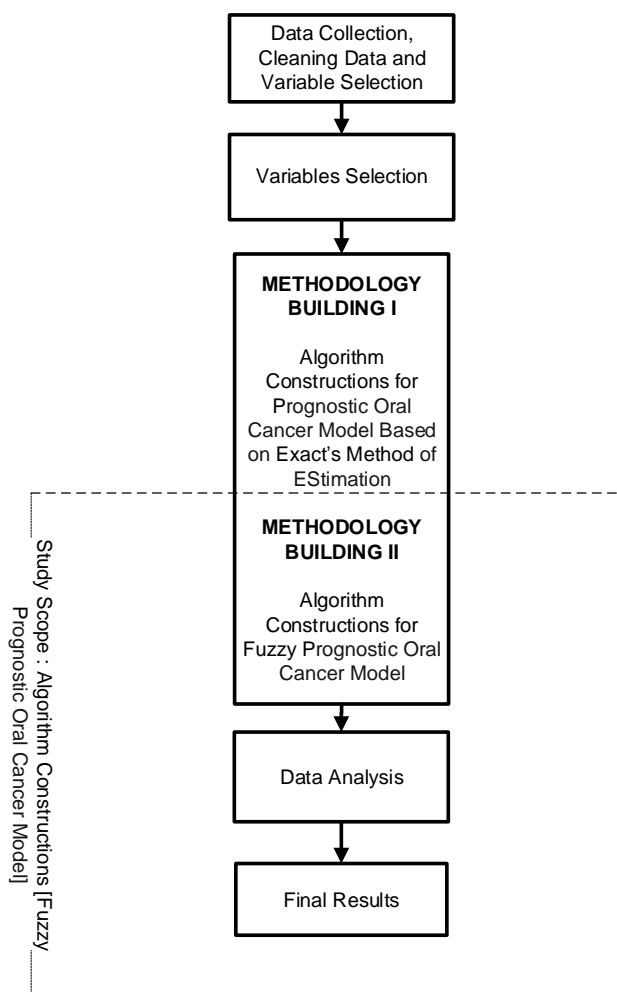 Data Collection,
Cleaning Data and
Variable Selection
Variables Selection
METHODOLOGY
BUILDING I
Algorithm
Constructions for
Prognostic Oral
Cancer Model Based
on Exact's Method of
EStimation
METHODOLOGY
BUILDING II
Algorithm
Constructions for
Fuzzy Prognostic Oral
Cancer Model
Data Analysis
Final Results
Study Scope : Algorithm Constructions [Fuzzy
Prognostic Oral Cancer Model]